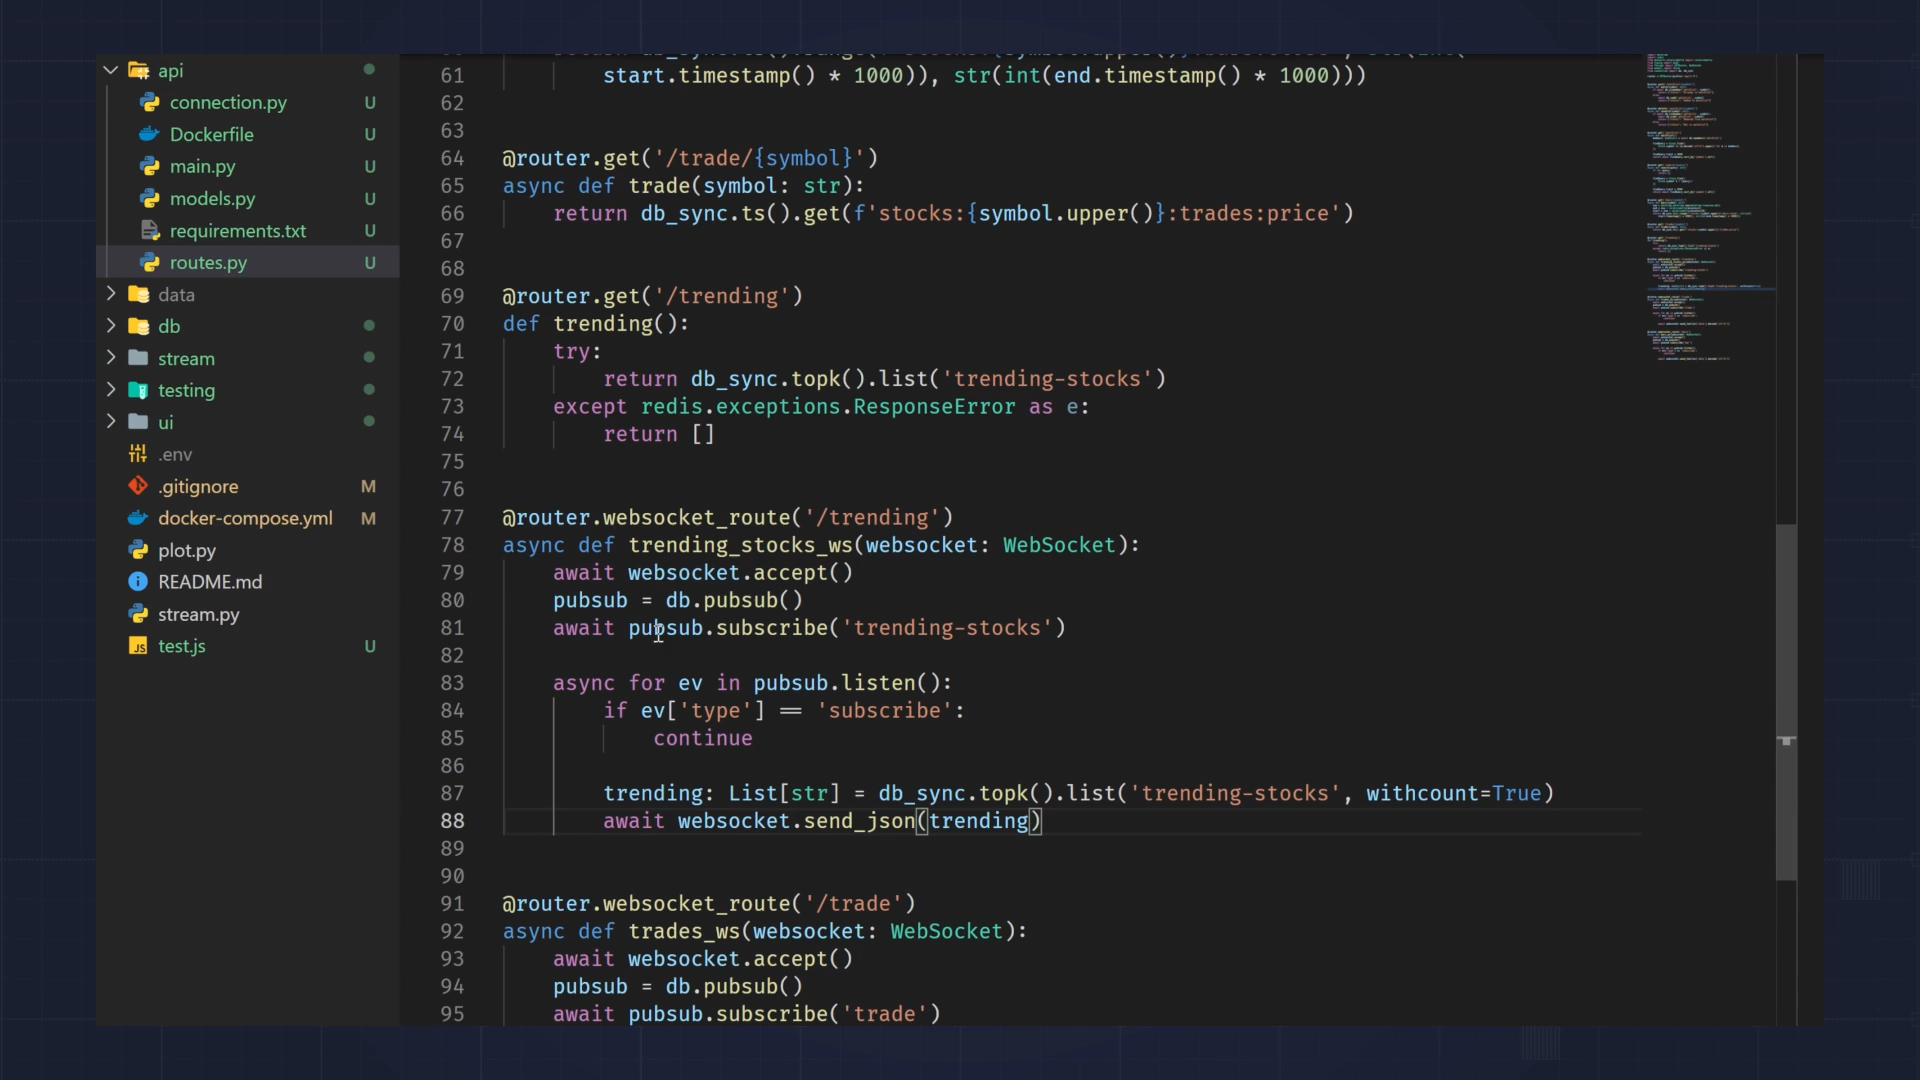 api
connection.py U
Dockerfile U
main.py U
models.py U
requirements.txt U
routes.py U
data
db
stream
testing
ui
.env
.gitignore M
docker-compose.yml M
plot.py
README.md
stream.py
test.js U
61 start.timestamp() * 1000)), str(int(end.timestamp() * 1000)))
62
63
64 @router.get('/trade/{symbol}')
65 async def trade(symbol: str):
66 return db_sync.ts().get(f'stocks:{symbol.upper()}:trades:price')
67
68
69 @router.get('/trending')
70 def trending():
71 try:
72 return db_sync.topk().list('trending-stocks')
73 except redis.exceptions.ResponseError as e:
74 return []
75
76
77 @router.websocket_route('/trending')
78 async def trending_stocks_ws(websocket: WebSocket):
79 await websocket.accept()
80 pubsub = db.pubsub()
81 await pubsub.subscribe('trending-stocks')
82
83 async for ev in pubsub.listen():
84 if ev['type'] == 'subscribe':
85 continue
86
87 trending: List[str] = db_sync.topk().list('trending-stocks', withcount=True)
88 await websocket.send_json(trending)
89
90
91 @router.websocket_route('/trade')
92 async def trades_ws(websocket: WebSocket):
93 await websocket.accept()
94 pubsub = db.pubsub()
95 await pubsub.subscribe('trade')